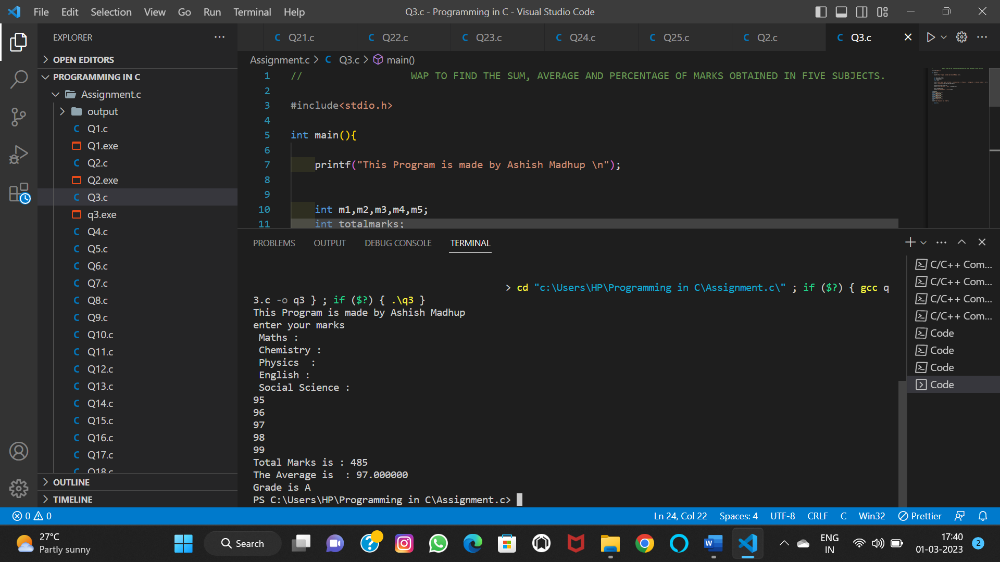 File Edit Selection View Go Run Terminal Help Q3.c - Programming in C - Visual Studio Code
EXPLORER
OPEN EDITORS
PROGRAMMING IN C
Assignment.c
output
Q1.c
Q1.exe
Q2.c
Q2.exe
Q3.c
q3.exe
Q4.c
Q5.c
Q6.c
Q7.c
Q8.c
Q9.c
Q10.c
Q11.c
Q12.c
Q13.c
Q14.c
Q15.c
Q16.c
Q17.c
Q18.c
OUTLINE
TIMELINE
C Q21.c C Q22.c C Q23.c C Q24.c C Q25.c C Q2.c C Q3.c
Assignment.c > C Q3.c > main()
1 // WAP TO FIND THE SUM, AVERAGE AND PERCENTAGE OF MARKS OBTAINED IN FIVE SUBJECTS.
2
3 #include<stdio.h>
4
5 int main(){
6
7 printf("This Program is made by Ashish Madhup \n");
8
9
10 int m1,m2,m3,m4,m5;
11 int totalmarks;
PROBLEMS OUTPUT DEBUG CONSOLE TERMINAL
> cd "c:\Users\HP\Programming in C\Assignment.c\" ; if ($?) { gcc q
3.c -o q3 } ; if ($?) { .\q3 }
This Program is made by Ashish Madhup
enter your marks
Maths :
Chemistry :
Physics  :
English :
Social Science :
95
96
97
98
99
Total Marks is : 485
The Average is  : 97.000000
Grade is A
PS C:\Users\HP\Programming in C\Assignment.c>
C/C++ Com...
C/C++ Com...
C/C++ Com...
C/C++ Com...
Code
Code
Code
Code
0 0 Ln 24, Col 22 Spaces: 4 UTF-8 CRLF C Win32 Prettier
27°C
Partly sunny
Search
ENG
IN
17:40
01-03-2023
2